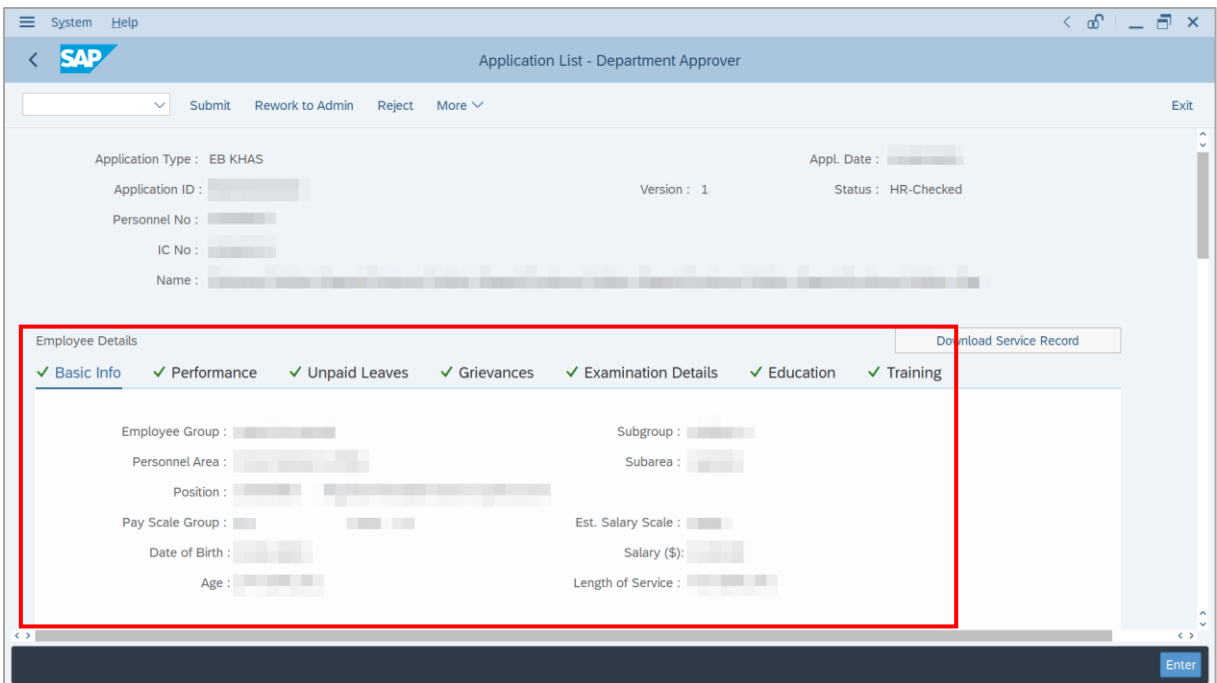 System Help
SAP Application List - Department Approver
Submit Rework to Admin Reject More Exit
Application Type : EB KHAS Appl. Date :
Application ID : Version : 1 Status : HR-Checked
Personnel No :
IC No :
Name :
Employee Details Download Service Record
Basic Info Performance Unpaid Leaves Grievances Examination Details Education Training
Employee Group : Subgroup :
Personnel Area : Subarea :
Position :
Pay Scale Group : Est. Salary Scale :
Date of Birth : Salary ($):
Age : Length of Service :
Enter